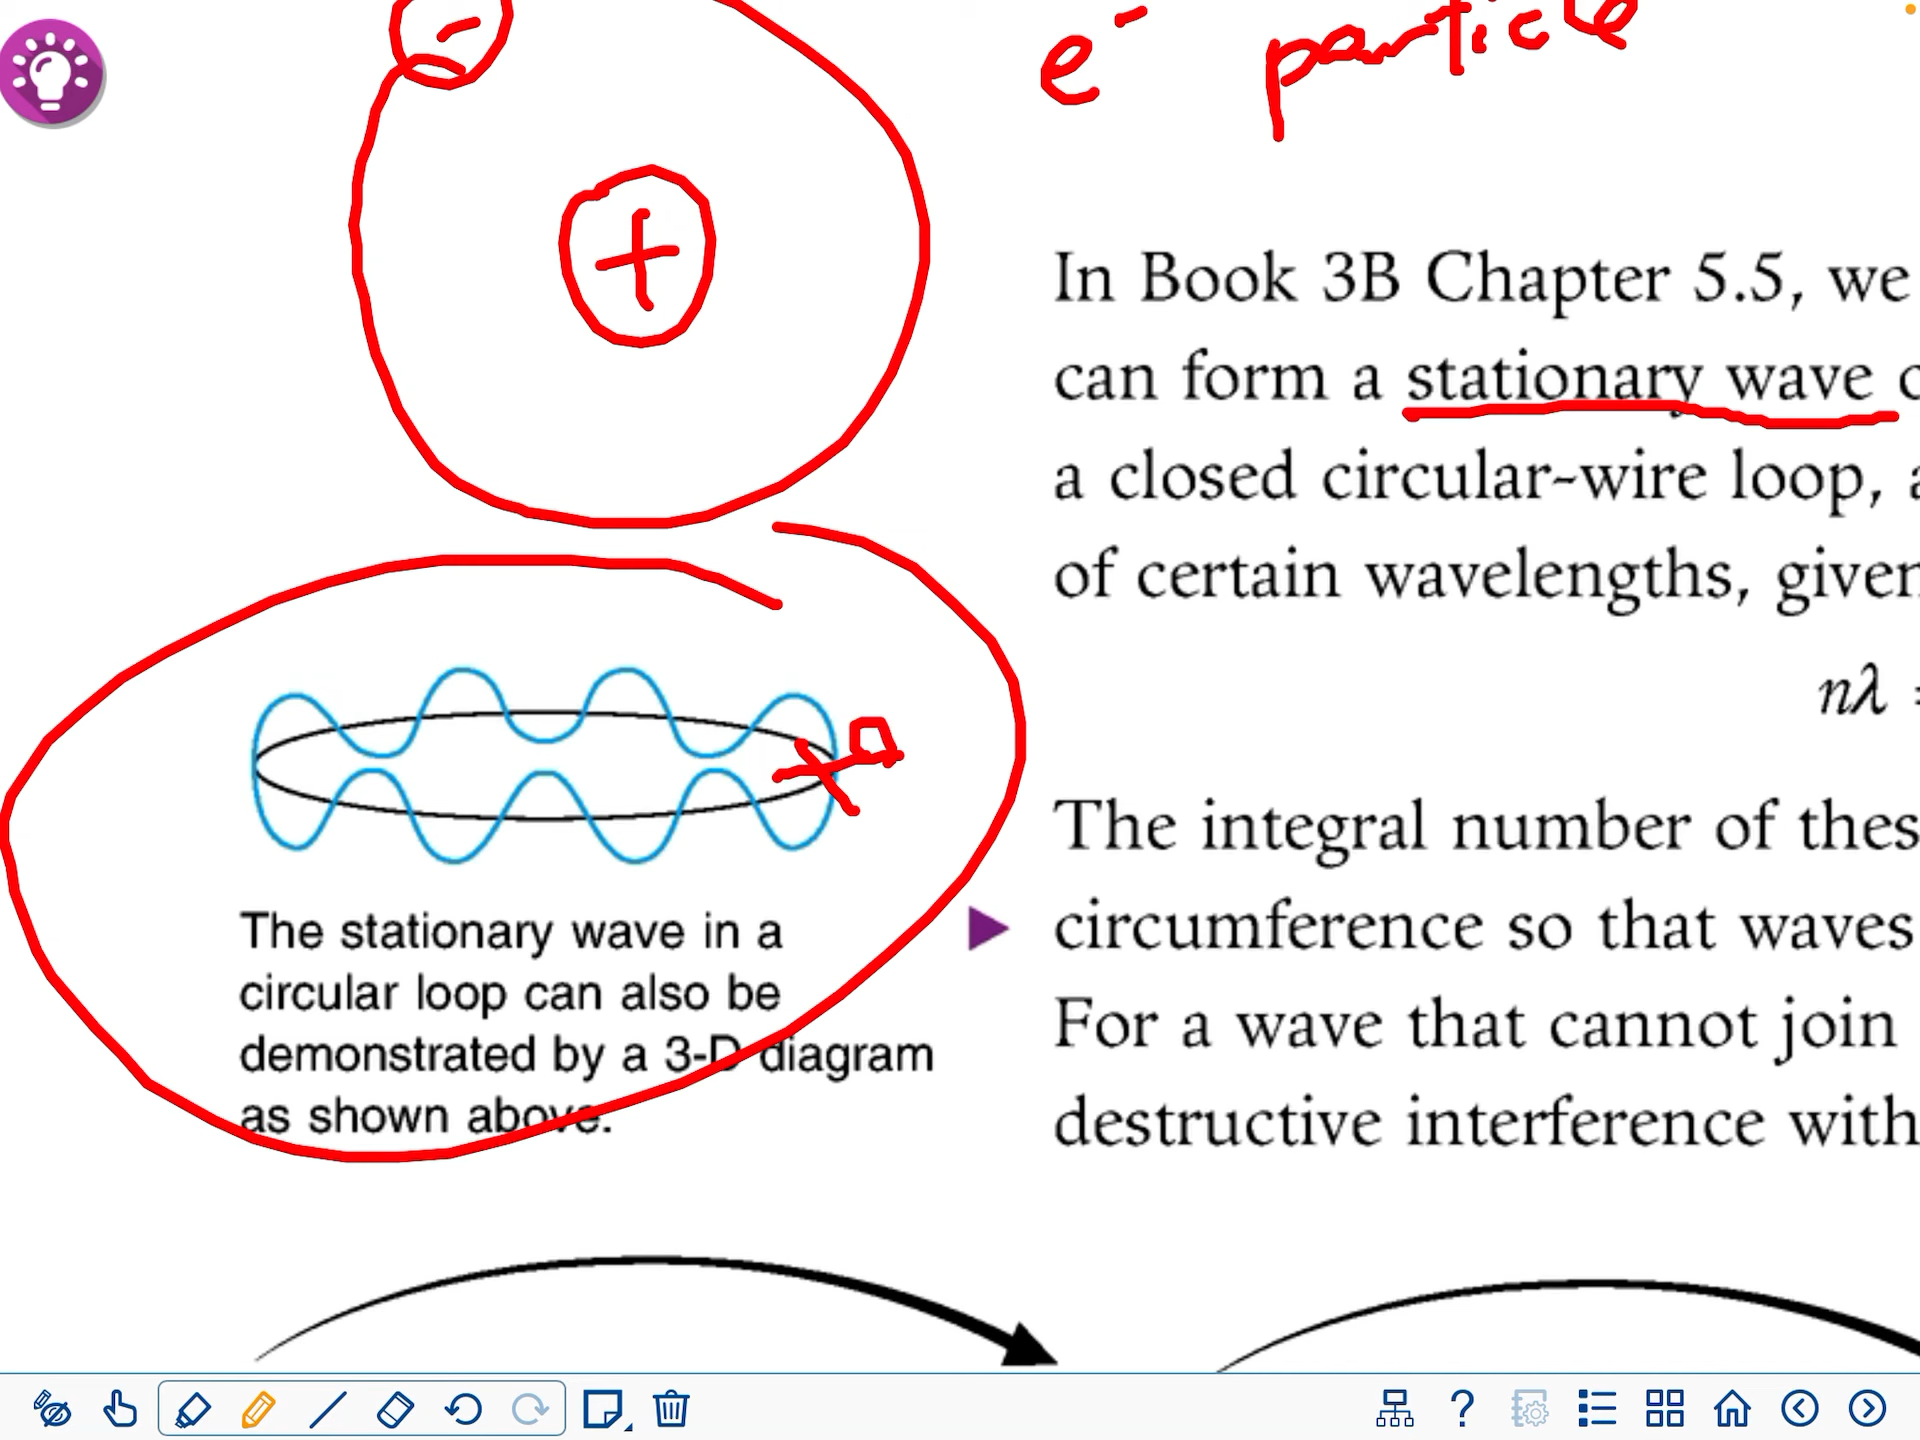 e⁻ particle
−
+
In Book 3B Chapter 5.5, we
can form a stationary wave
a closed circular-wire loop,
of certain wavelengths, given
nλ =
The integral number of thes
circumference so that waves
For a wave that cannot join
destructive interference with
a
The stationary wave in a
circular loop can also be
demonstrated by a 3-D diagram
as shown above.
?